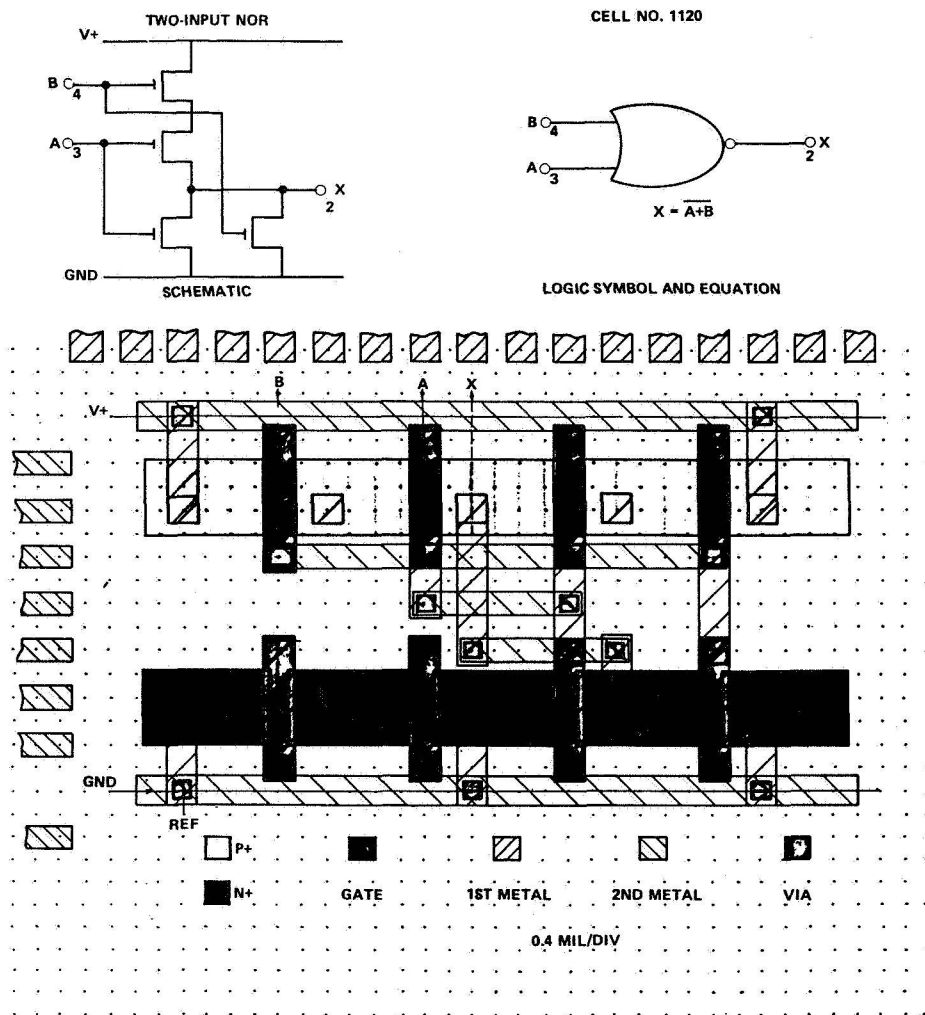 TWO-INPUT NOR
CELL NO. 1120
V+
B
4
A
3
X
2
GND
SCHEMATIC
B
4
A
3
X
2
X = \overline{A+B}
LOGIC SYMBOL AND EQUATION
B
A
X
V+
GND
REF
P+
N+
GATE
1ST METAL
2ND METAL
VIA
0.4 MIL/DIV